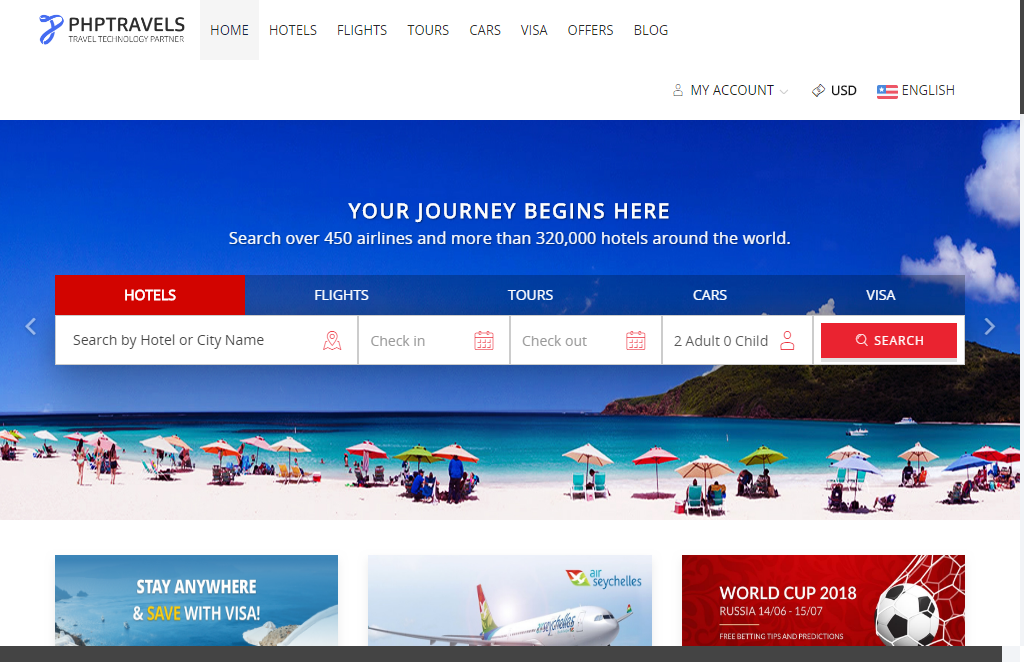 PHPTRAVELS
TRAVEL TECHNOLOGY PARTNER
HOME HOTELS FLIGHTS TOURS CARS VISA OFFERS BLOG
MY ACCOUNT USD ENGLISH
YOUR JOURNEY BEGINS HERE
Search over 450 airlines and more than 320,000 hotels around the world.
HOTELS FLIGHTS TOURS CARS VISA
Search by Hotel or City Name Check in Check out 2 Adult 0 Child SEARCH
STAY ANYWHERE
& SAVE WITH VISA!
air
seychelles
air seychelles
WORLD CUP 2018
RUSSIA 14/06 - 15/07
FREE BETTING TIPS AND PREDICTIONS